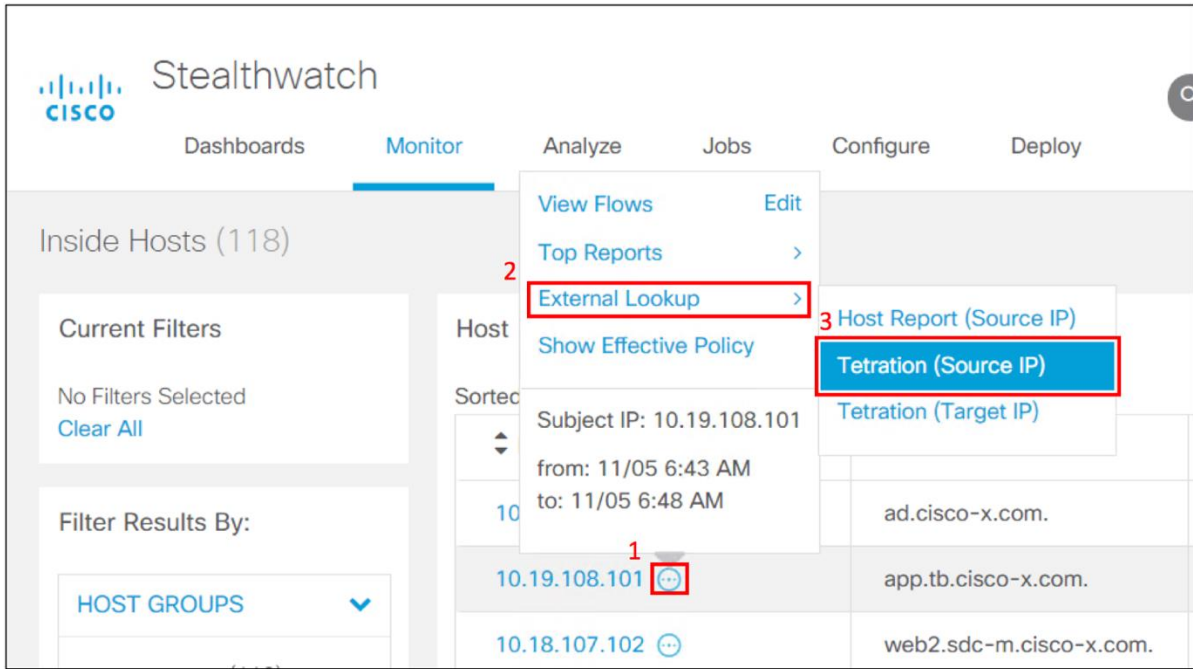 Stealthwatch
CISCO
Dashboards Monitor Analyze Jobs Configure Deploy
Inside Hosts (118)
View Flows Edit
Top Reports >
2
External Lookup >
Show Effective Policy
3 Host Report (Source IP)
Tetration (Source IP)
Tetration (Target IP)
Current Filters
No Filters Selected
Clear All
Host
Sorted
Subject IP: 10.19.108.101
from: 11/05 6:43 AM
to: 11/05 6:48 AM
Filter Results By:
HOST GROUPS
10
ad.cisco-x.com.
1
10.19.108.101
app.tb.cisco-x.com.
10.18.107.102
web2.sdc-m.cisco-x.com.